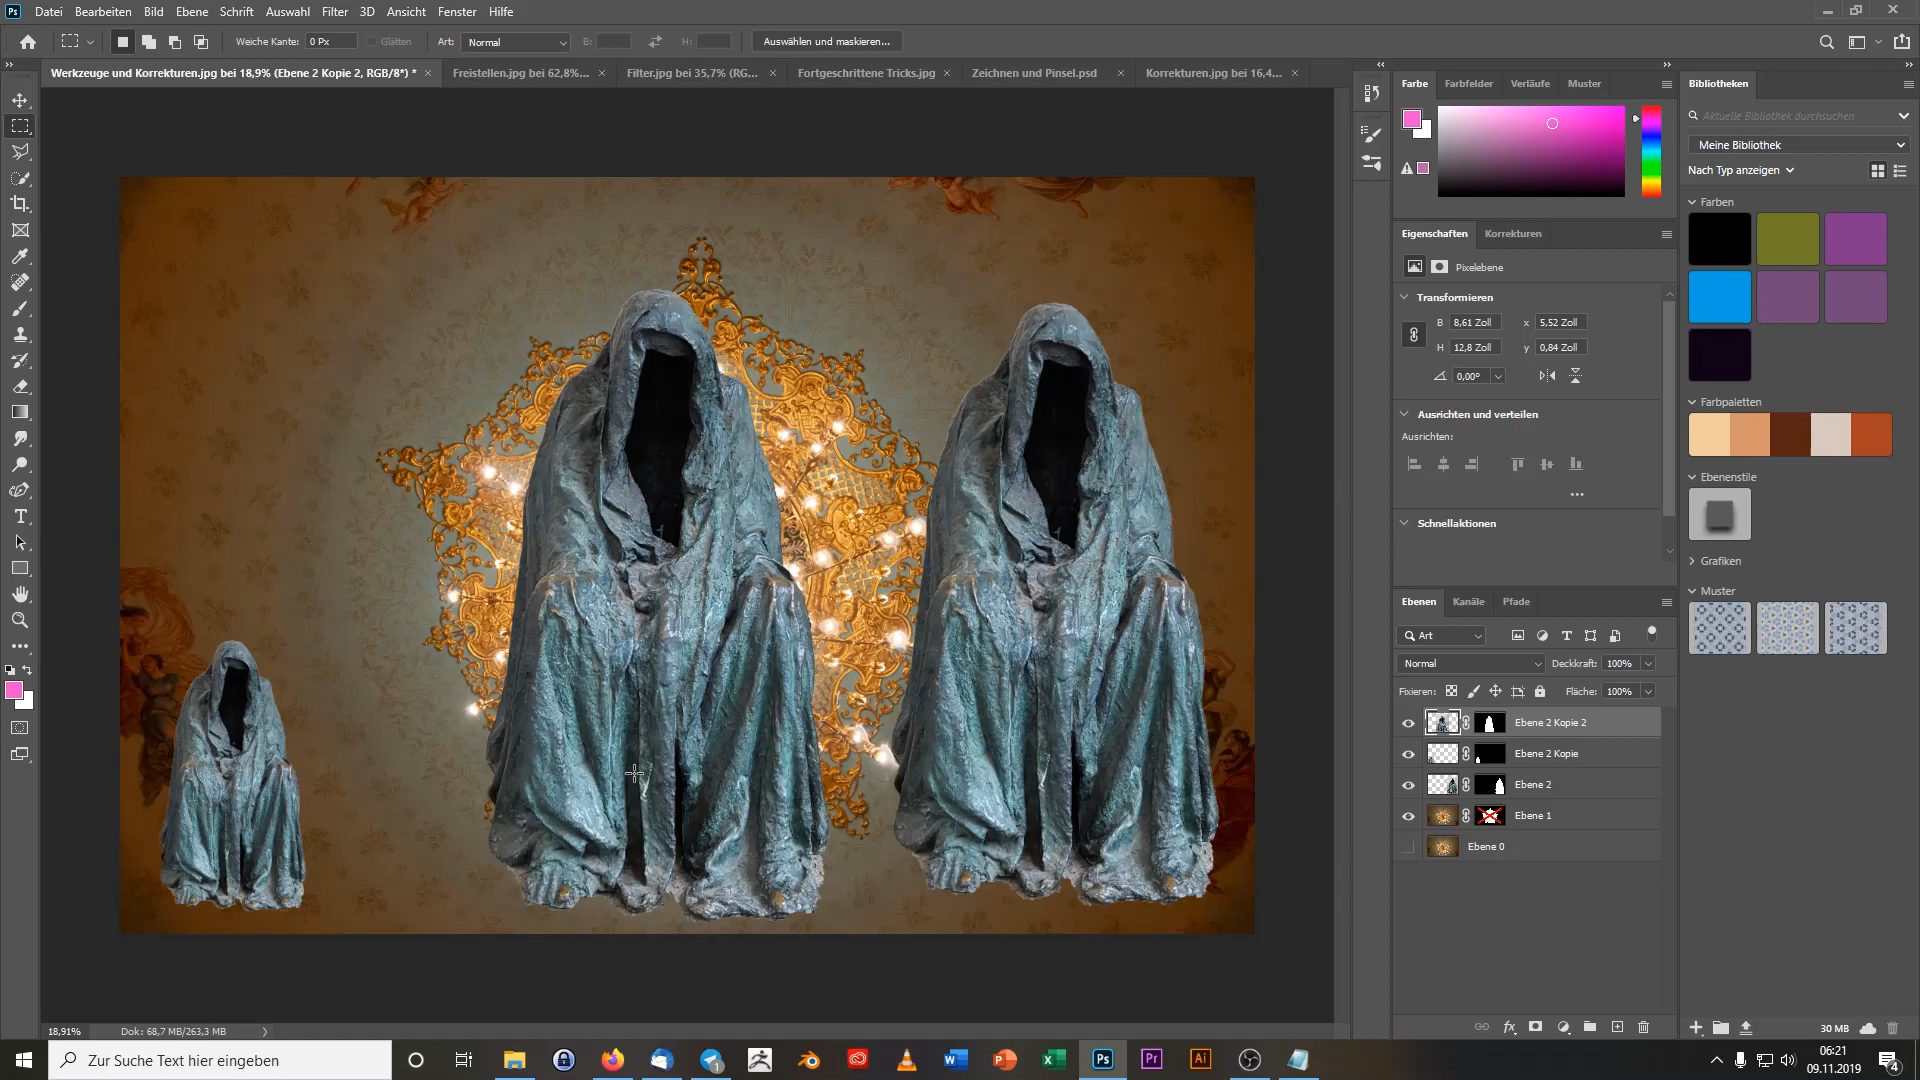 Ps Datei Bearbeiten Bild Ebene Schrift Auswahl Filter 3D Ansicht Fenster Hilfe
Weiche Kante: 0 Px Glätten Art: Normal B: H: Auswählen und maskieren...
Werkzeuge und Korrekturen.jpg bei 18,9% (Ebene 2 Kopie 2, RGB/8*) * Freistellen.jpg bei 62,8%... Filter.jpg bei 35,7% (RG... Fortgeschrittene Tricks.jpg Zeichnen und Pinsel.psd Korrekturen.jpg bei 16,4...
Farbe Farbfelder Verläufe Muster
Bibliotheken
Aktuelle Bibliothek durchsuchen
Meine Bibliothek
Nach Typ anzeigen
Farben
Farbpaletten
Ebenenstile
Grafiken
Muster
30 MB
Eigenschaften Korrekturen
Pixelebene
Transformieren
B 8,61 Zoll x 5,52 Zoll
H 12,8 Zoll y 0,84 Zoll
0,00°
Ausrichten und verteilen
Ausrichten:
Schnellaktionen
Ebenen Kanäle Pfade
Art
Normal Deckkraft: 100%
Fixieren: Fläche: 100%
Ebene 2 Kopie 2
Ebene 2 Kopie
Ebene 2
Ebene 1
Ebene 0
fx
18,91% Dok: 68,7 MB/263,3 MB
Zur Suche Text hier eingeben
1
Ps Pr Ai
06:21
09.11.2019
4